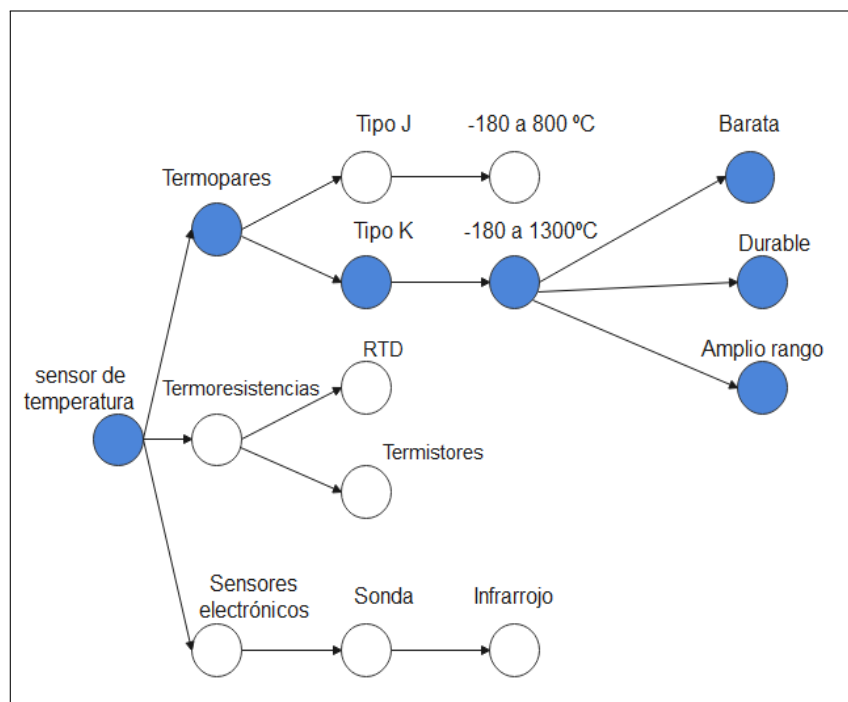 Tipo J
-180 a 800 ºC
Barata
Termopares
Tipo K
-180 a 1300ºC
Durable
Amplio rango
RTD
sensor de
temperatura
Termoresistencias
Termistores
Sensores
electrónicos
Sonda
Infrarrojo